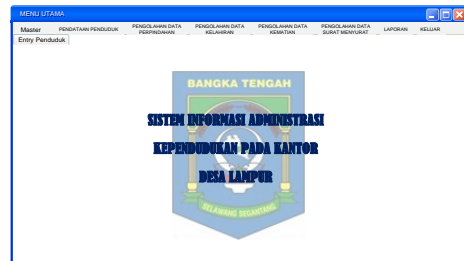 MENU UTAMA
Master PENDATAAN PENDUDUK PENGOLAHAN DATA PERPINDAHAN PENGOLAHAN DATA KELAHIRAN PENGOLAHAN DATA KEMATIAN PENGOLAHAN DATA SURAT MENYURAT LAPORAN KELUAR
Entry Penduduk
BANGKA TENGAH
SISTEM INFORMASI ADMINISTRASI
KEPENDUDUKAN PADA KANTOR
DESA LAMPUR
SELAWANG SEGANTANG